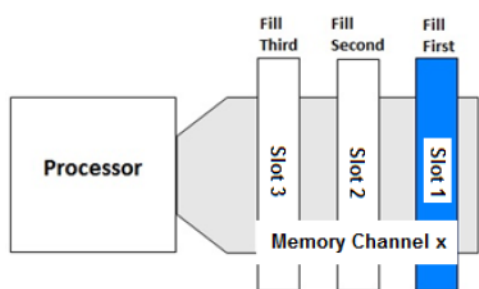 Fill
Third
Fill
Second
Fill
First
Processor
Slot 3
Slot 2
Slot 1
Memory Channel x